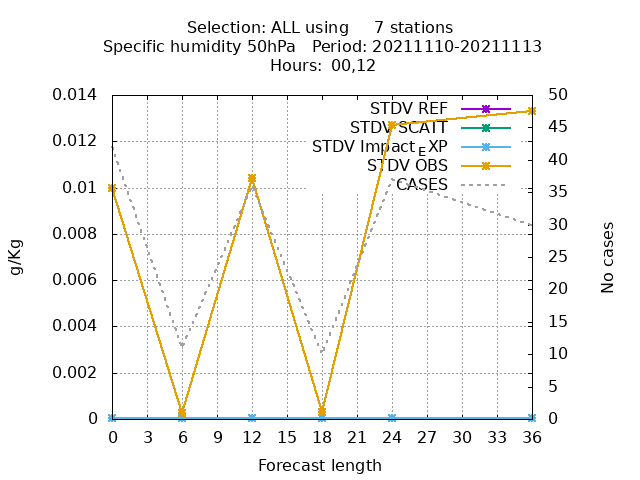 Selection: ALL using 7 stations
Specific humidity 50hPa Period: 20211110-20211113
Hours: 00,12
0.014
0.012
0.01
0.008
0.006
0.004
0.002
0
g/Kg
STDV REF
STDV SCATT
STDV Impact_EXP
STDV OBS
CASES
50
45
40
35
30
25
20
15
10
5
0
No cases
0 3 6 9 12 15 18 21 24 27 30 33 36
Forecast length